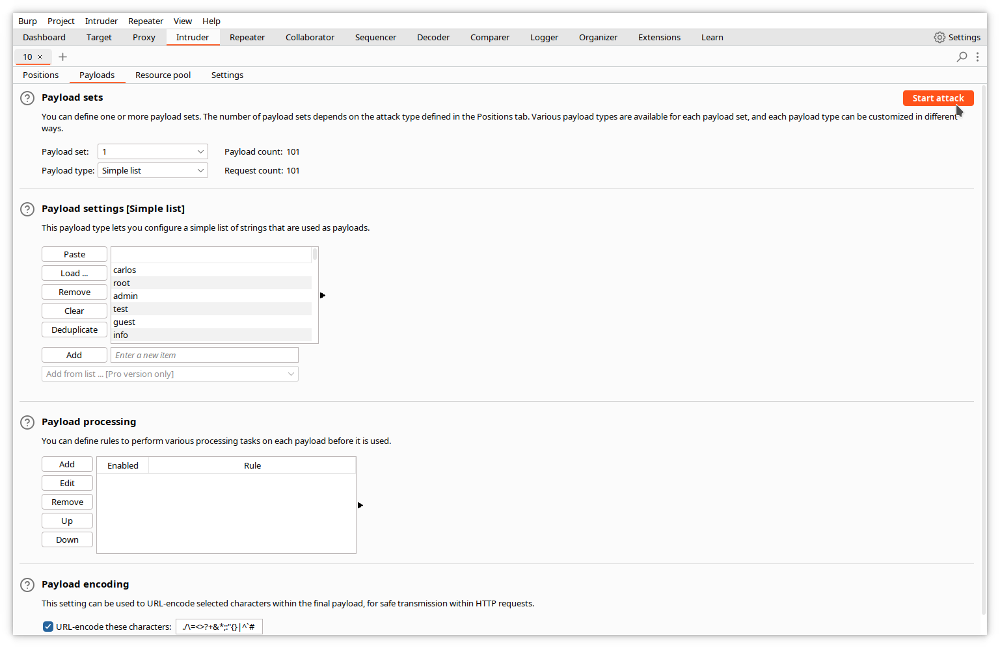 Burp Project Intruder Repeater View Help
Dashboard Target Proxy Intruder Repeater Collaborator Sequencer Decoder Comparer Logger Organizer Extensions Learn Settings
10 × +
Positions Payloads Resource pool Settings
? Payload sets Start attack
You can define one or more payload sets. The number of payload sets depends on the attack type defined in the Positions tab. Various payload types are available for each payload set, and each payload type can be customized in different
ways.
Payload set: 1 Payload count: 101
Payload type: Simple list Request count: 101
? Payload settings [Simple list]
This payload type lets you configure a simple list of strings that are used as payloads.
Paste
Load ...
Remove
Clear
Deduplicate
carlos
root
admin
test
guest
info
Add Enter a new item
Add from list ... [Pro version only]
? Payload processing
You can define rules to perform various processing tasks on each payload before it is used.
Add
Edit
Remove
Up
Down
Enabled Rule
? Payload encoding
This setting can be used to URL-encode selected characters within the final payload, for safe transmission within HTTP requests.
URL-encode these characters: ./\=<>?+&*;:"{}|^`#